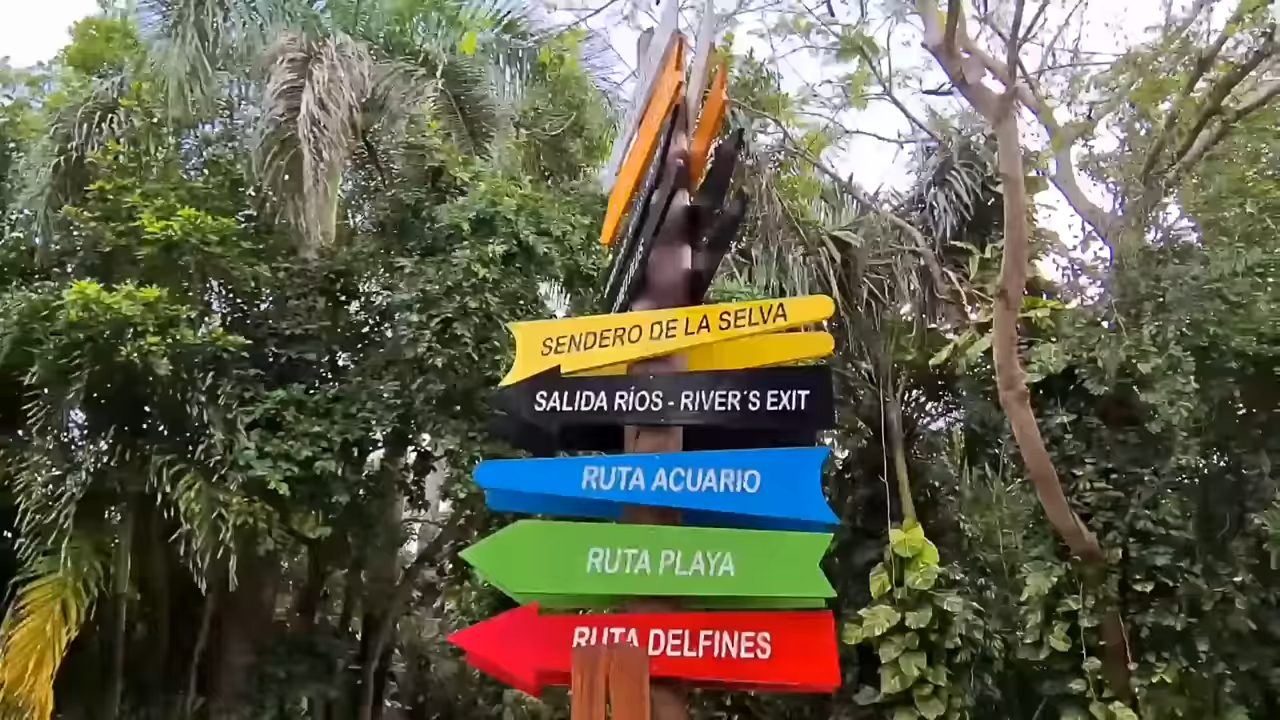 SENDERO DE LA SELVA
SALIDA RÍOS - RIVER´S EXIT
RUTA ACUARIO
RUTA PLAYA
RUTA DELFINES